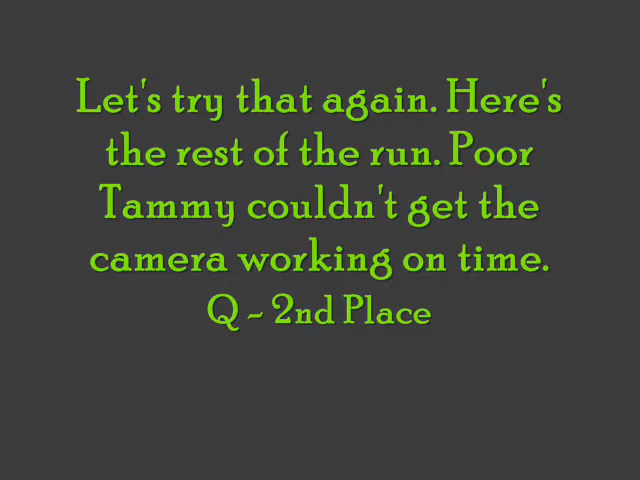 Let's try that again. Here's
the rest of the run. Poor
Tammy couldn't get the
camera working on time.
Q - 2nd Place